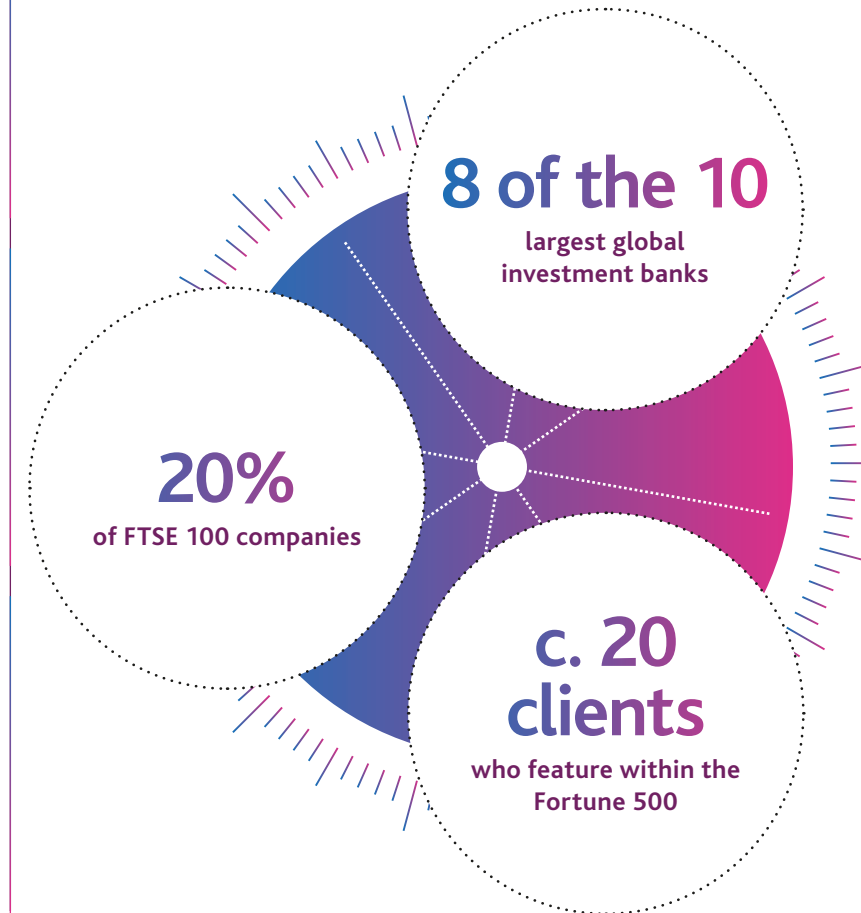 8 of the 10
largest global
investment banks
20%
of FTSE 100 companies
c. 20
clients
who feature within the
Fortune 500